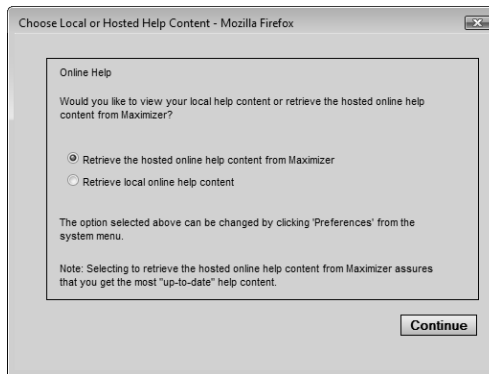 Choose Local or Hosted Help Content - Mozilla Firefox
Online Help
Would you like to view your local help content or retrieve the hosted online help
content from Maximizer?
Retrieve the hosted online help content from Maximizer
Retrieve local online help content
The option selected above can be changed by clicking 'Preferences' from the
system menu.
Note: Selecting to retrieve the hosted online help content from Maximizer assures
that you get the most "up-to-date" help content.
Continue